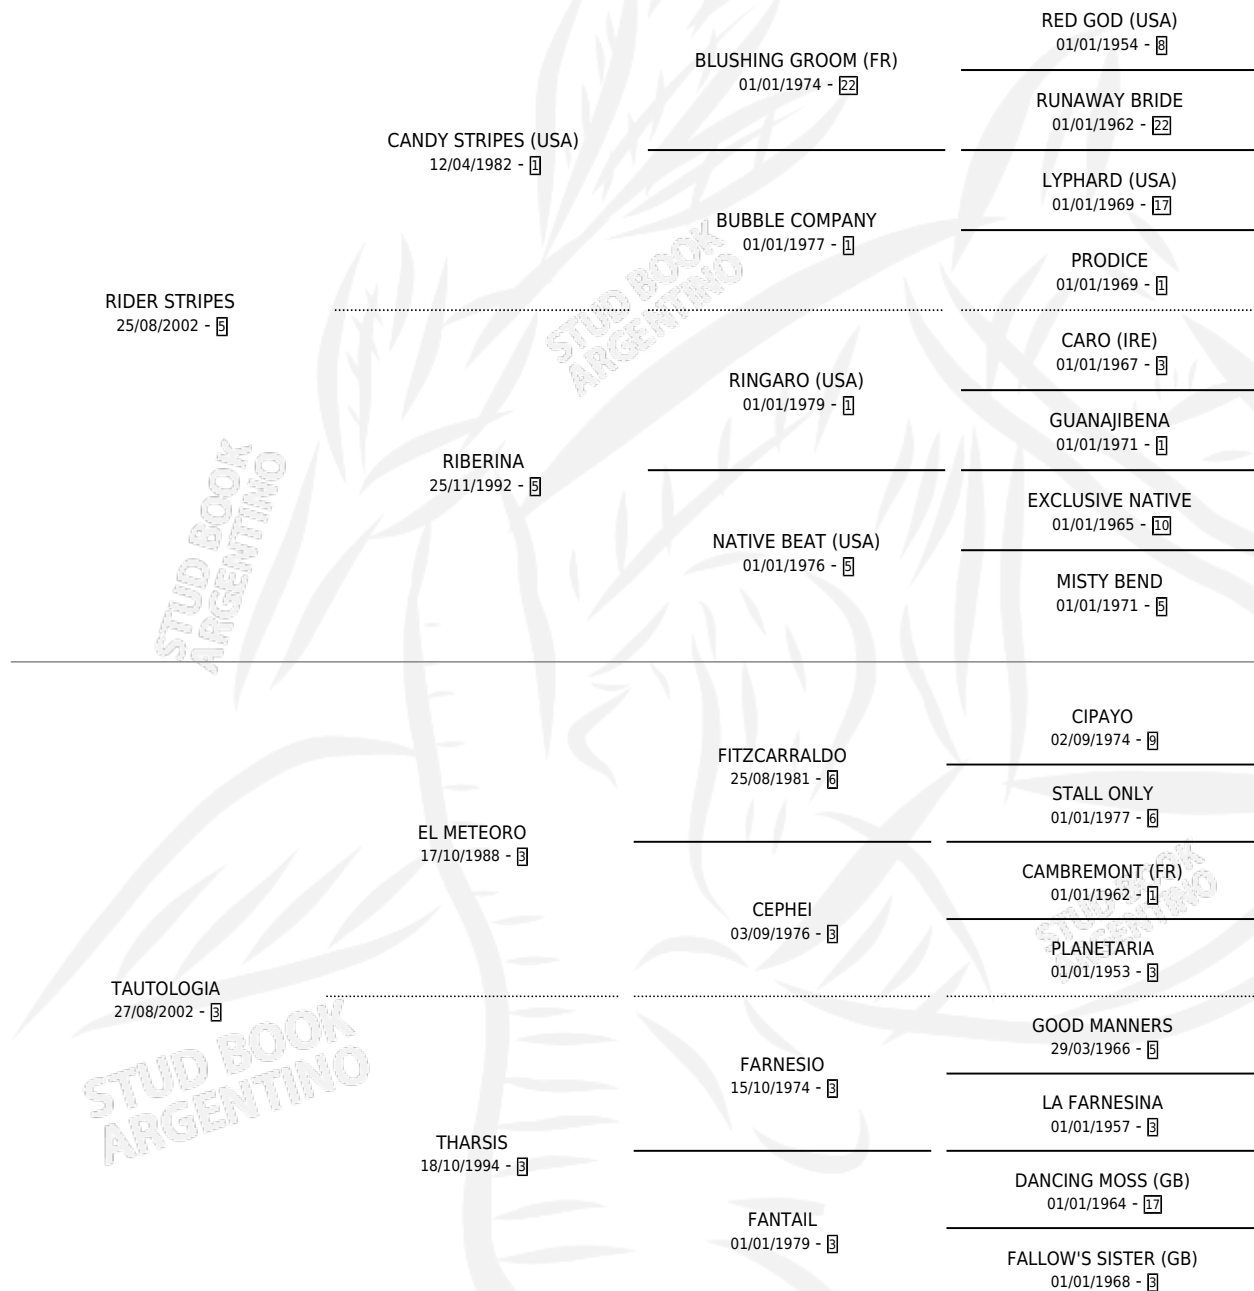 RED GOD (USA)
01/01/1954 - 8
BLUSHING GROOM (FR)
01/01/1974 - 22
RUNAWAY BRIDE
01/01/1962 - 22
CANDY STRIPES (USA)
12/04/1982 - 1
LYPHARD (USA)
01/01/1969 - 17
BUBBLE COMPANY
01/01/1977 - 1
PRODICE
01/01/1969 - 1
RIDER STRIPES
25/08/2002 - 5
STUD BOOK
ARGENTINO
CARO (IRE)
01/01/1967 - 3
RINGARO (USA)
01/01/1979 - 1
GUANAJIBENA
01/01/1971 - 1
RIBERINA
25/11/1992 - 5
EXCLUSIVE NATIVE
01/01/1965 - 10
NATIVE BEAT (USA)
01/01/1976 - 5
MISTY BEND
01/01/1971 - 5
STUD BOOK
ARGENTINO
CIPAYO
02/09/1974 - 9
FITZCARRALDO
25/08/1981 - 6
STALL ONLY
01/01/1977 - 6
EL METEORO
17/10/1988 - 3
CAMBREMONT (FR)
01/01/1962 - 1
CEPHEI
03/09/1976 - 3
PLANETARIA
01/01/1953 - 3
STUD BOOK
ARGENTINO
TAUTOLOGIA
27/08/2002 - 3
GOOD MANNERS
29/03/1966 - 5
FARNESIO
15/10/1974 - 3
LA FARNESINA
01/01/1957 - 3
STUD BOOK
ARGENTINO
THARSIS
18/10/1994 - 3
DANCING MOSS (GB)
01/01/1964 - 17
FANTAIL
01/01/1979 - 3
FALLOW'S SISTER (GB)
01/01/1968 - 3